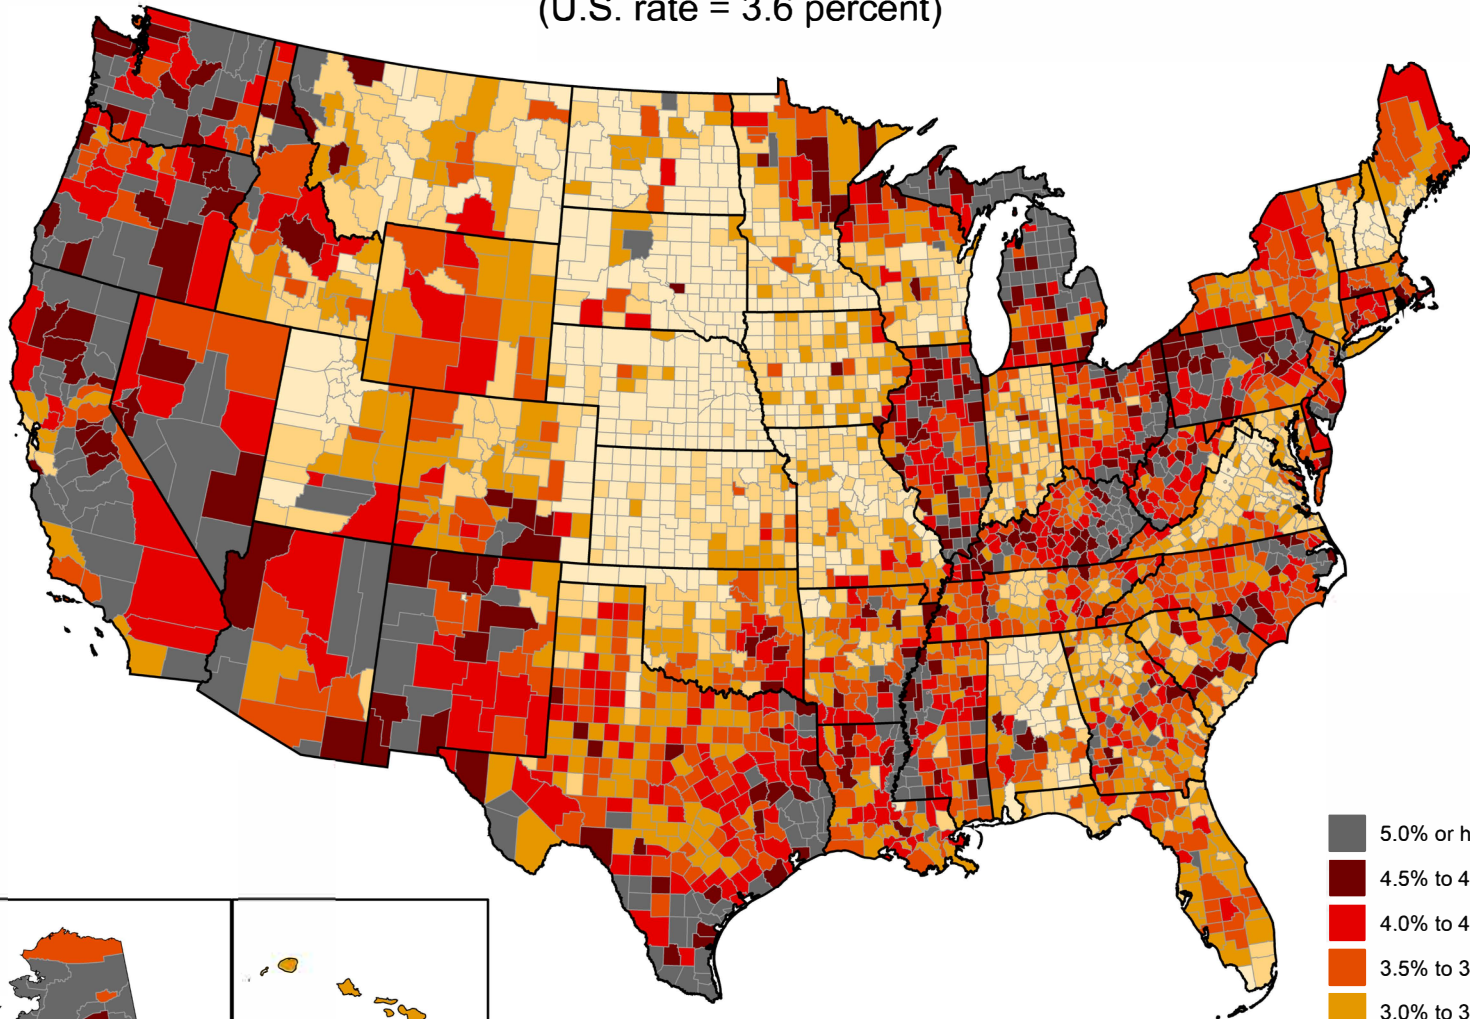 (U.S. rate = 3.6 percent)
5.0% or h
4.5% to 4
4.0% to 4
3.5% to 3
3.0% to 3